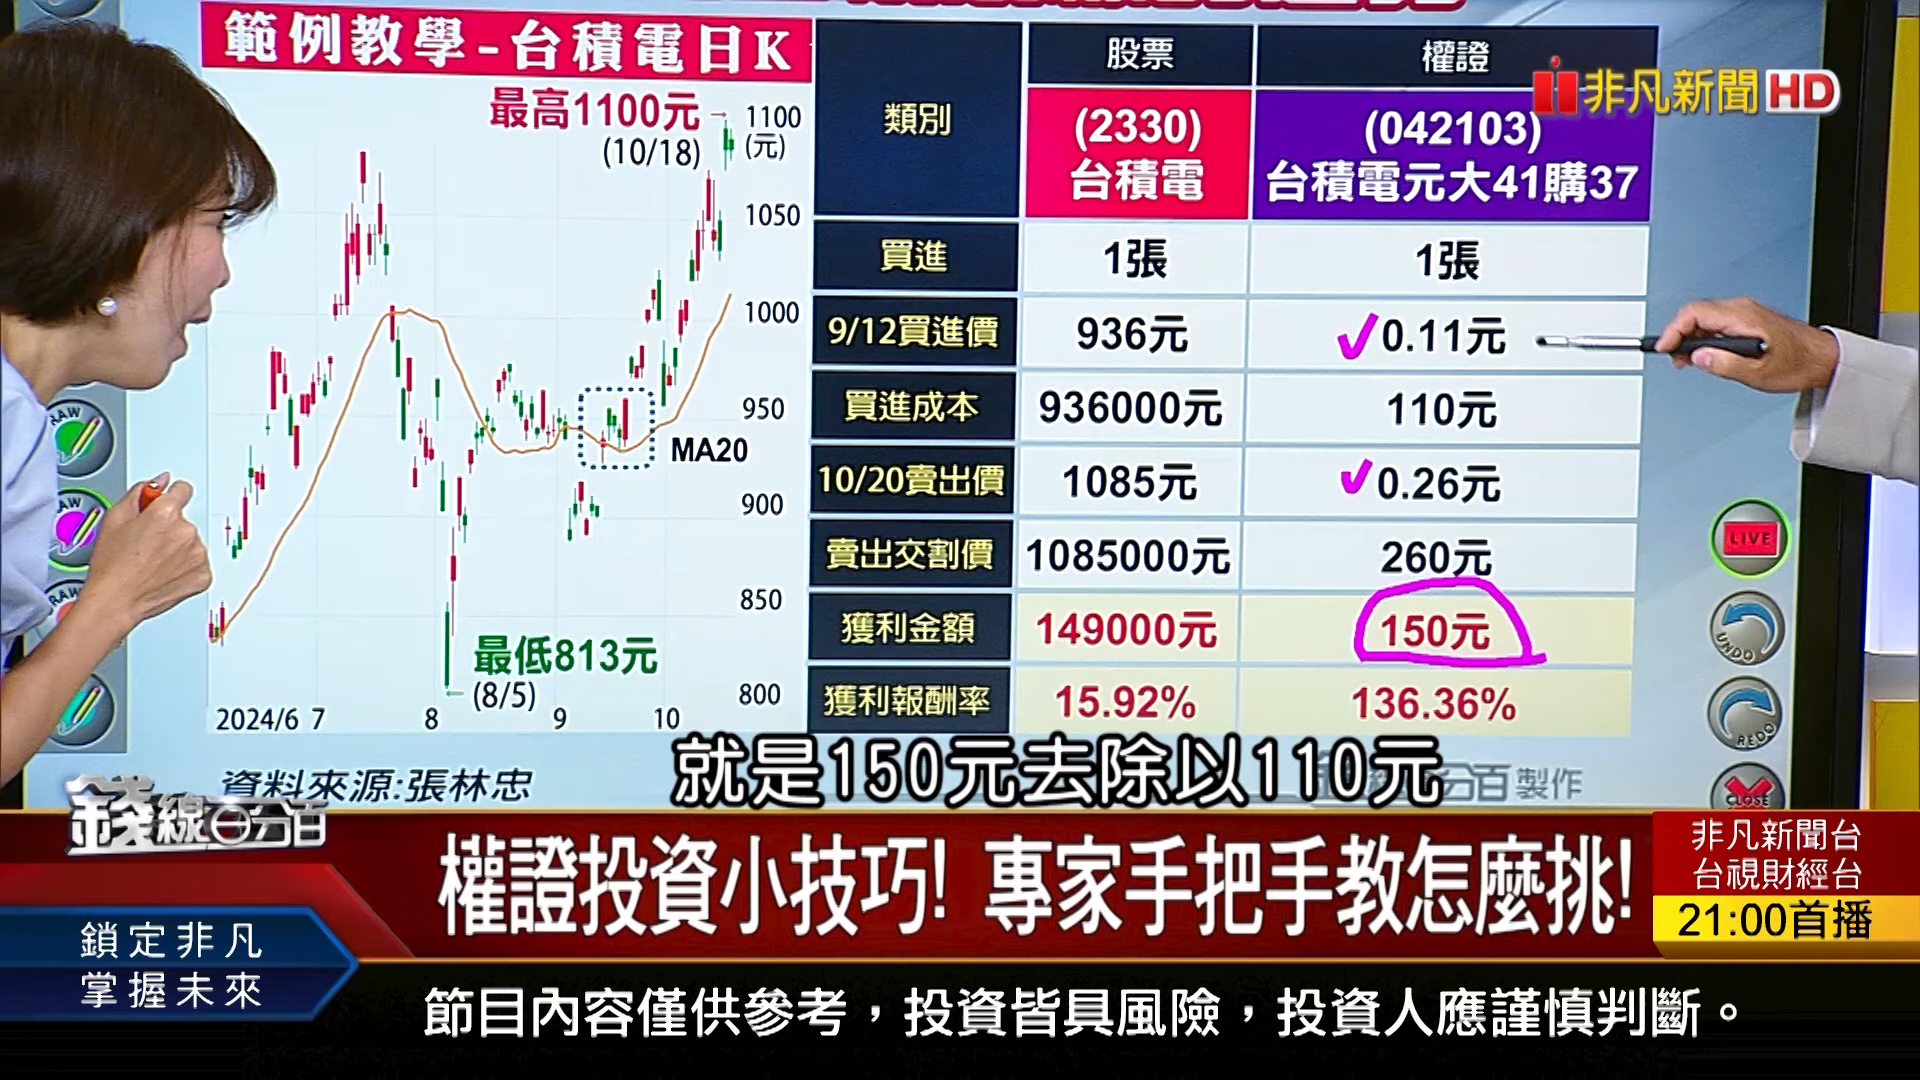 範例教學-台積電日K
最高1100元
(10/18)
1100
(元)
1050
1000
950
MA20
900
850
最低813元
(8/5)
800
2024/6 7 8 9 10
資料來源:張林忠
類別 股票 權證
(2330) (042103)
台積電 台積電元大41購37
買進 1張 1張
9/12買進價 936元 0.11元
買進成本 936000元 110元
10/20賣出價 1085元 0.26元
賣出交割價 1085000元 260元
獲利金額 149000元 150元
獲利報酬率 15.92% 136.36%
非凡新聞HD
RAW
RAW
RAW
LIVE
UNDO
REDO
CLOSE
製作
就是150元去除以110元
錢線百分百
權證投資小技巧! 專家手把手教怎麼挑!
非凡新聞台
台視財經台
21:00首播
鎖定非凡
掌握未來
節目內容僅供參考，投資皆具風險，投資人應謹慎判斷。